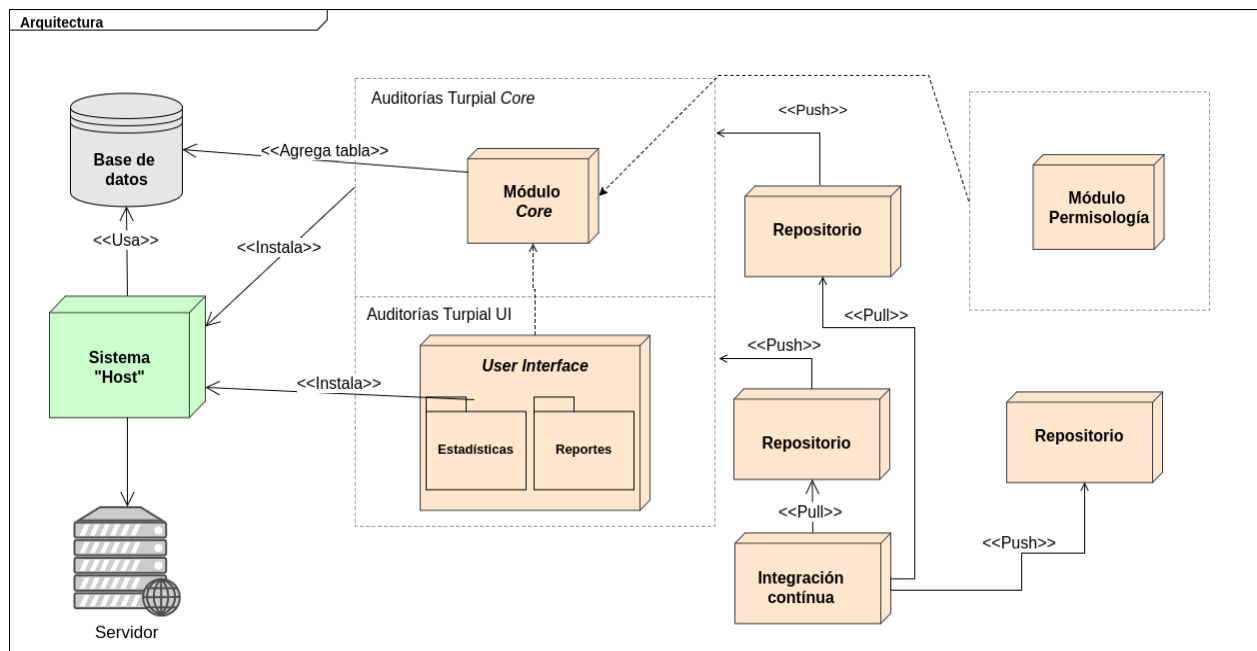 Arquitectura
Auditorías Turpial Core
<<Push>>
Base de
datos
<<Agrega tabla>>
Módulo
Core
Repositorio
Módulo
Permisología
<<Usa>>
<<Instala>>
Auditorías Turpial UI
<<Pull>>
Sistema
"Host"
User Interface
<<Push>>
<<Instala>>
Estadísticas
Reportes
Repositorio
Repositorio
<<Pull>>
<<Push>>
Integración
contínua
Servidor